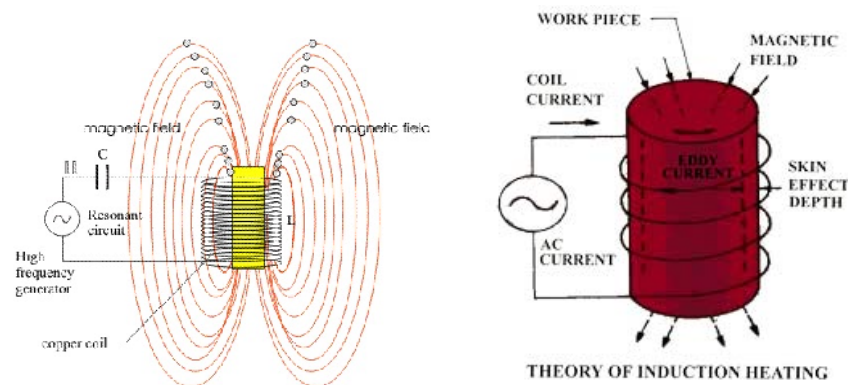 magnetic field
magnetic field
C
Resonant
circuit
L
High
frequency
generator
copper coil
WORK PIECE
MAGNETIC
FIELD
COIL
CURRENT
EDDY
CURRENT
SKIN
EFFECT
DEPTH
AC
CURRENT
THEORY OF INDUCTION HEATING